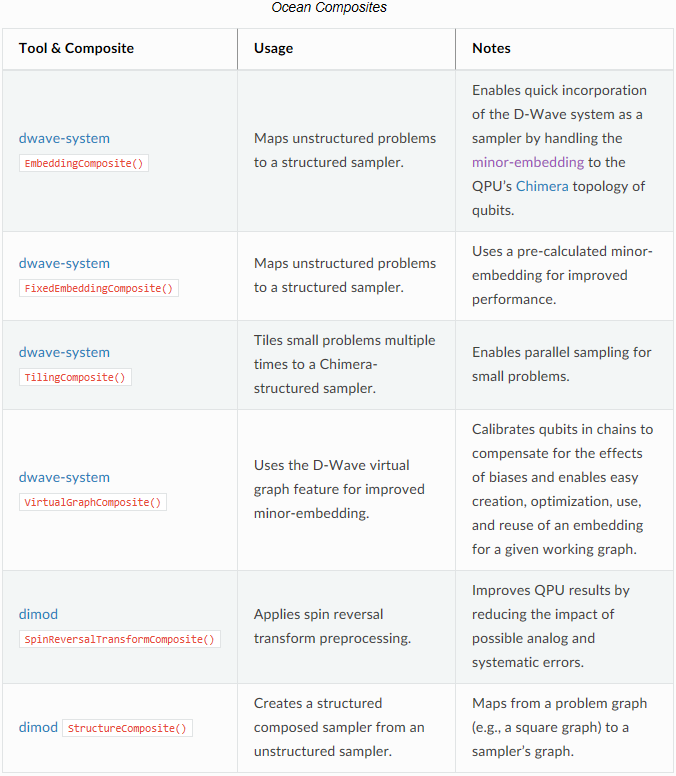 Ocean Composites
Tool & Composite
Usage
Notes
dwave-system
EmbeddingComposite()
Maps unstructured problems
to a structured sampler.
Enables quick incorporation
of the D-Wave system as a
sampler by handling the
minor-embedding to the
QPU’s Chimera topology of
qubits.
dwave-system
FixedEmbeddingComposite()
Maps unstructured problems
to a structured sampler.
Uses a pre-calculated minor-
embedding for improved
performance.
dwave-system
TilingComposite()
Tiles small problems multiple
times to a Chimera-
structured sampler.
Enables parallel sampling for
small problems.
dwave-system
VirtualGraphComposite()
Uses the D-Wave virtual
graph feature for improved
minor-embedding.
Calibrates qubits in chains to
compensate for the effects
of biases and enables easy
creation, optimization, use,
and reuse of an embedding
for a given working graph.
dimod
SpinReversalTransformComposite()
Applies spin reversal
transform preprocessing.
Improves QPU results by
reducing the impact of
possible analog and
systematic errors.
dimod StructureComposite()
Creates a structured
composed sampler from an
unstructured sampler.
Maps from a problem graph
(e.g., a square graph) to a
sampler’s graph.